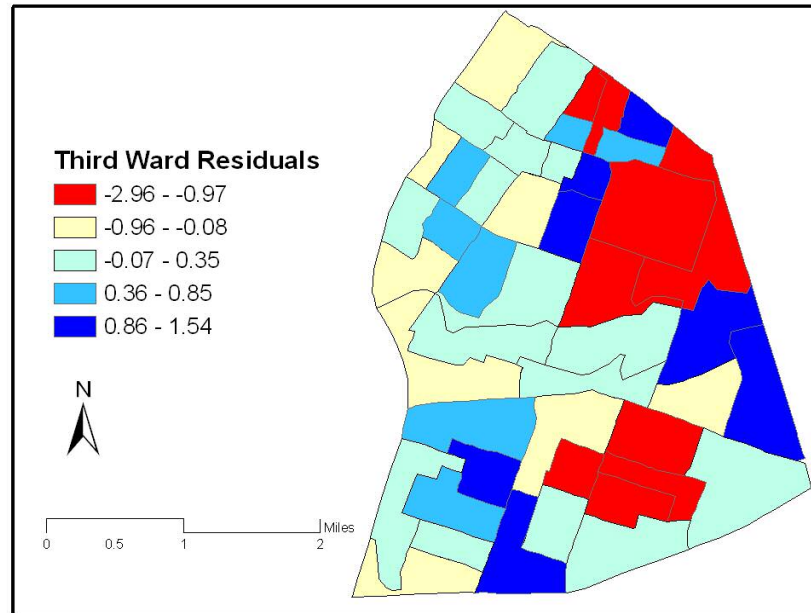 Third Ward Residuals
-2.96 - -0.97
-0.96 - -0.08
-0.07 - 0.35
0.36 - 0.85
0.86 - 1.54
N
Miles
0 0.5 1 2